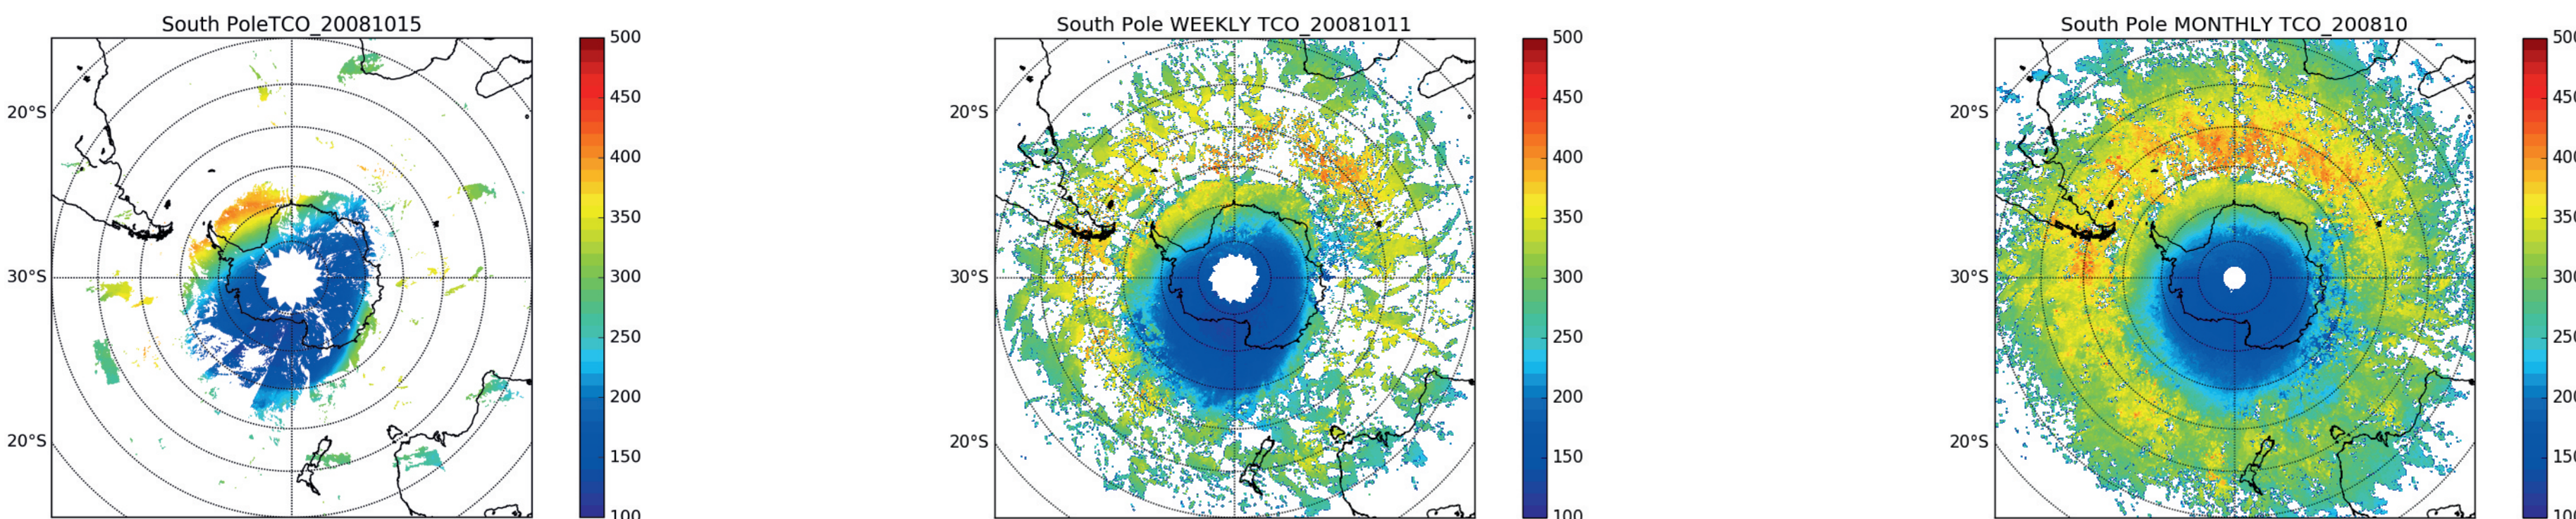 South PoleTCO_20081015
20°S
30°S
20°S
500
450
400
350
300
250
200
150
100
South Pole WEEKLY TCO_20081011
20°S
30°S
20°S
500
450
400
350
300
250
200
150
100
South Pole MONTHLY TCO_200810
20°S
30°S
20°S